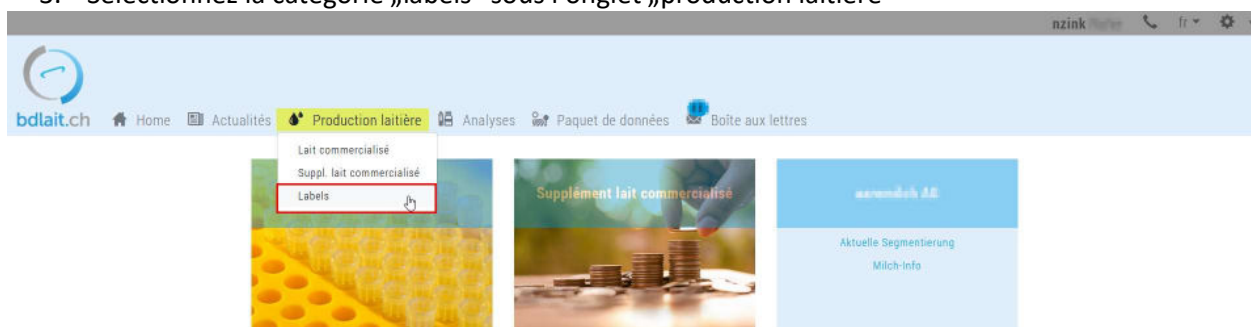 3. Sélectionnez la catégorie „labels“ sous l’onglet „production laitière“
nzink fr
bdlait.ch Home Actualités Production laitière Analyses Paquet de données Boîte aux lettres
Lait commercialisé
Suppl. lait commercialisé
Labels
Supplément lait commercialisé
Aktuelle Segmentierung
Milch-Info